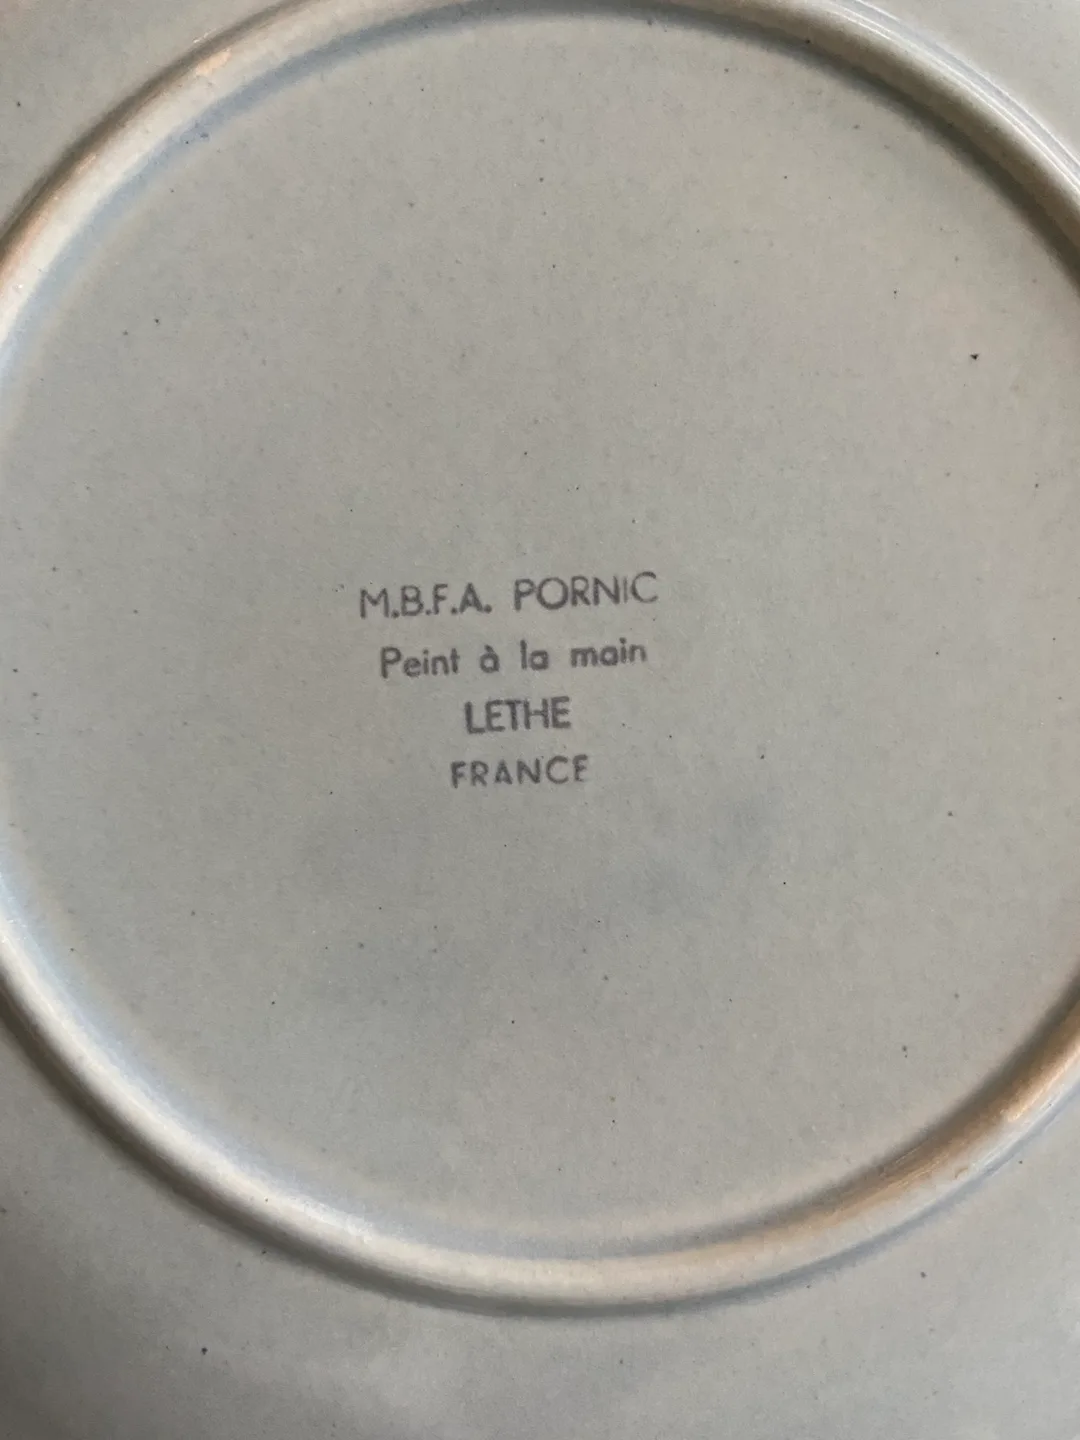 M.B.F.A. PORNIC
Peint à la main
LETHE
FRANCE